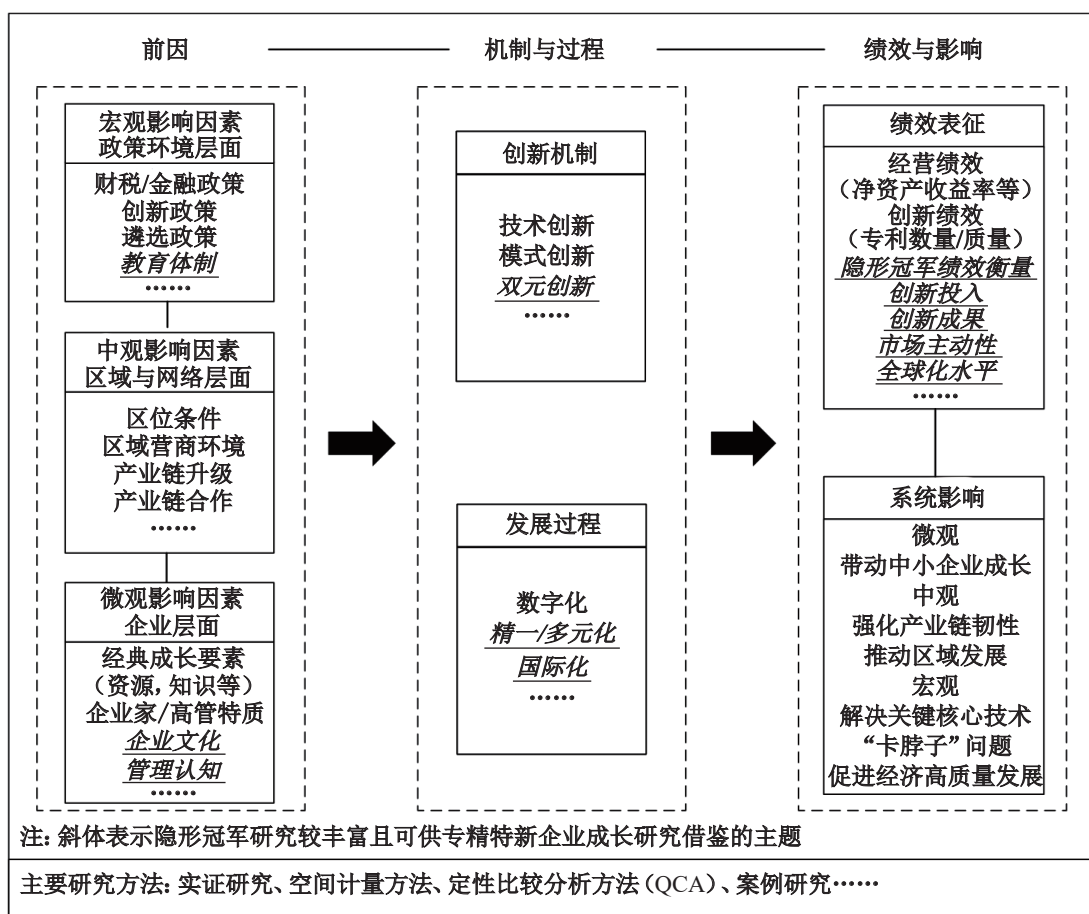 前因
机制与过程
绩效与影响
宏观影响因素
政策环境层面
财税/金融政策
创新政策
遴选政策
教育体制
……
中观影响因素
区域与网络层面
区位条件
区域营商环境
产业链升级
产业链合作
……
微观影响因素
企业层面
经典成长要素
（资源,知识等）
企业家/高管特质
企业文化
管理认知
……
创新机制
技术创新
模式创新
双元创新
……
发展过程
数字化
精一/多元化
国际化
……
绩效表征
经营绩效
（净资产收益率等）
创新绩效
（专利数量/质量）
隐形冠军绩效衡量
创新投入
创新成果
市场主动性
全球化水平
……
系统影响
微观
带动中小企业成长
中观
强化产业链韧性
推动区域发展
宏观
解决关键核心技术
“卡脖子”问题
促进经济高质量发展
注: 斜体表示隐形冠军研究较丰富且可供专精特新企业成长研究借鉴的主题
主要研究方法: 实证研究、空间计量方法、定性比较分析方法（QCA）、案例研究……